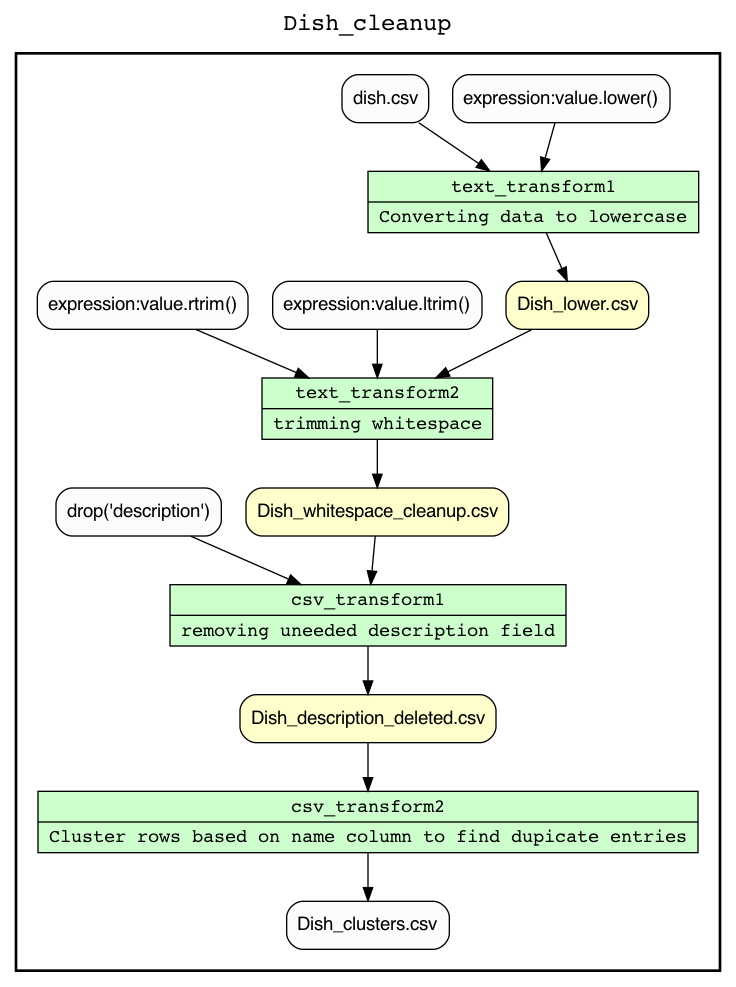 Dish_cleanup
dish.csv
expression:value.lower()
text_transform1
Converting data to lowercase
expression:value.rtrim()
expression:value.ltrim()
Dish_lower.csv
text_transform2
trimming whitespace
drop('description')
Dish_whitespace_cleanup.csv
csv_transform1
removing uneeded description field
Dish_description_deleted.csv
csv_transform2
Cluster rows based on name column to find dupicate entries
Dish_clusters.csv